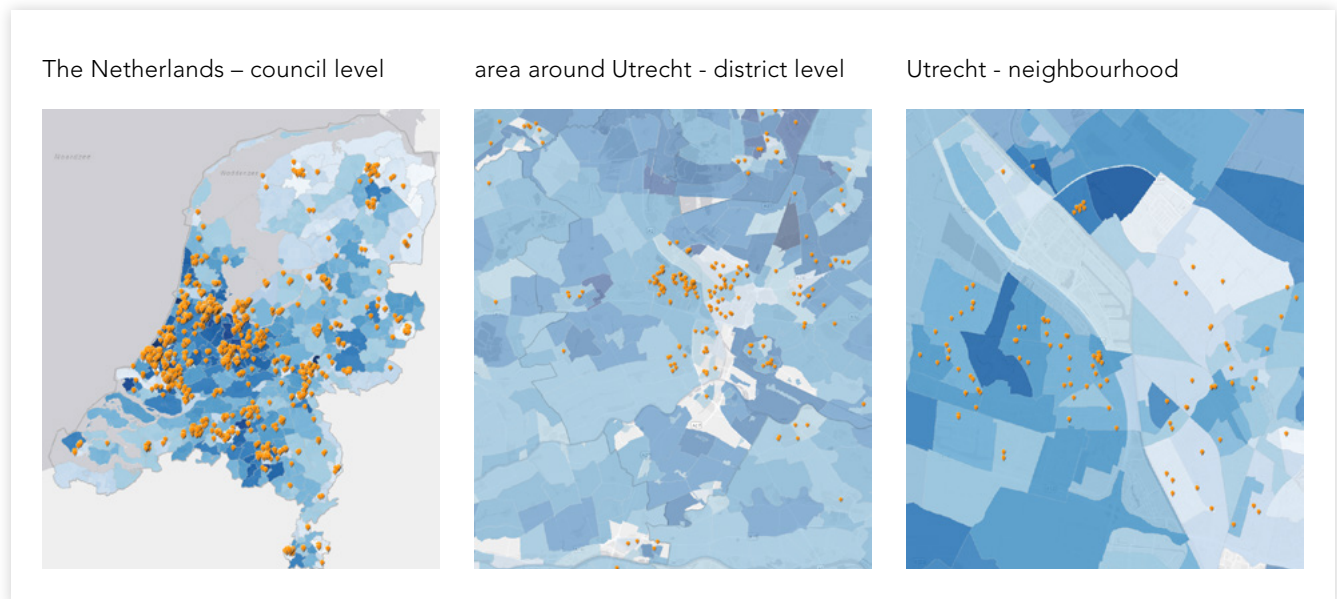 The Netherlands – council level
area around Utrecht - district level
Utrecht - neighbourhood